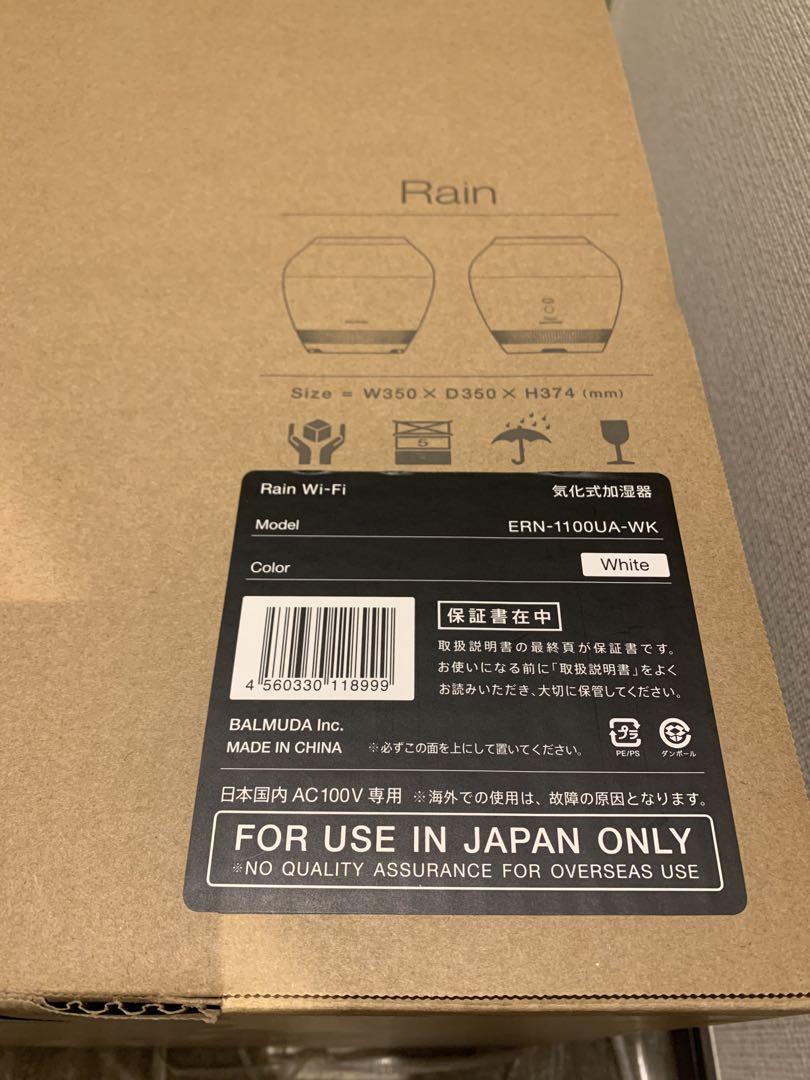 Rain
Size = W350 × D350 × H374 (mm)
5
Rain Wi-Fi 気化式加湿器
Model ERN-1100UA-WK
Color White
保証書在中
取扱説明書の最終頁が保証書です。
お使いになる前に「取扱説明書」をよく
お読みいただき、大切に保管してください。
4 560330 118999
BALMUDA Inc.
MADE IN CHINA ※必ずこの面を上にして置いてください。
プラ
PE/PS
ダンボール
日本国内 AC100V 専用 ※海外での使用は、故障の原因となります。
FOR USE IN JAPAN ONLY
※NO QUALITY ASSURANCE FOR OVERSEAS USE